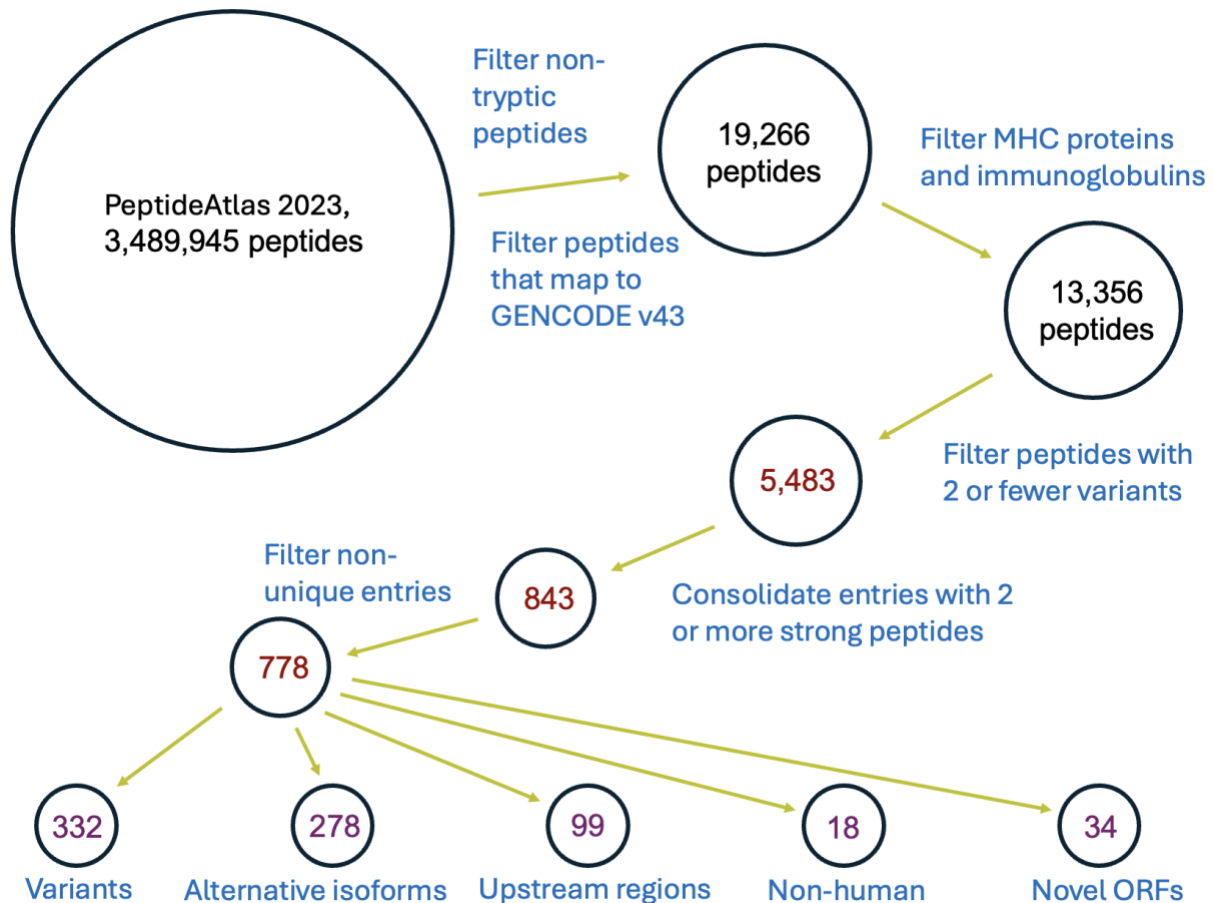 PeptideAtlas 2023,
3,489,945 peptides
Filter non-
tryptic
peptides
Filter peptides
that map to
GENCODE v43
19,266
peptides
Filter MHC proteins
and immunoglobulins
13,356
peptides
Filter peptides with
2 or fewer variants
5,483
Consolidate entries with 2
or more strong peptides
843
Filter non-
unique entries
778
332
Variants
278
Alternative isoforms
99
Upstream regions
18
Non-human
34
Novel ORFs